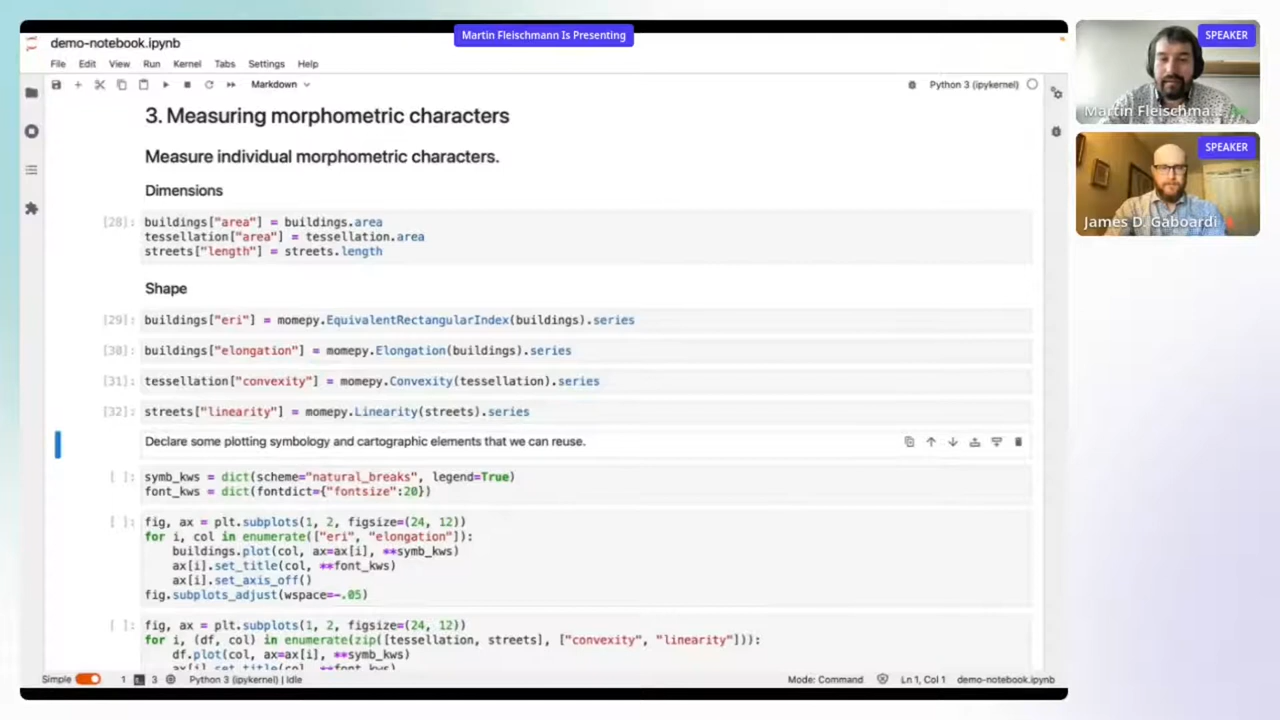 Martin Fleischmann Is Presenting
demo-notebook.ipynb
File Edit View Run Kernel Tabs Settings Help
Markdown
Python 3 (ipykernel)
3. Measuring morphometric characters
Measure individual morphometric characters.
Dimensions
[28]: buildings["area"] = buildings.area
tessellation["area"] = tessellation.area
streets["length"] = streets.length
Shape
[29]: buildings["eri"] = momepy.EquivalentRectangularIndex(buildings).series
[30]: buildings["elongation"] = momepy.Elongation(buildings).series
[31]: tessellation["convexity"] = momepy.Convexity(tessellation).series
[32]: streets["linearity"] = momepy.Linearity(streets).series
Declare some plotting symbology and cartographic elements that we can reuse.
[ ]: symb_kws = dict(scheme="natural_breaks", legend=True)
font_kws = dict(fontdict={"fontsize":20})
[ ]: fig, ax = plt.subplots(1, 2, figsize=(24, 12))
for i, col in enumerate(["eri", "elongation"]):
buildings.plot(col, ax=ax[i], **symb_kws)
ax[i].set_title(col, **font_kws)
ax[i].set_axis_off()
fig.subplots_adjust(wspace=-.05)
[ ]: fig, ax = plt.subplots(1, 2, figsize=(24, 12))
for i, (df, col) in enumerate(zip([tessellation, streets], ["convexity", "linearity"])):
df.plot(col, ax=ax[i], **symb_kws)
ax[i].set_title(col, **font_kws)
Simple 1 3 Python 3 (ipykernel) | Idle
Mode: Command Ln 1, Col 1 demo-notebook.ipynb
SPEAKER
Martin Fleischma...
SPEAKER
James D. Gaboardi